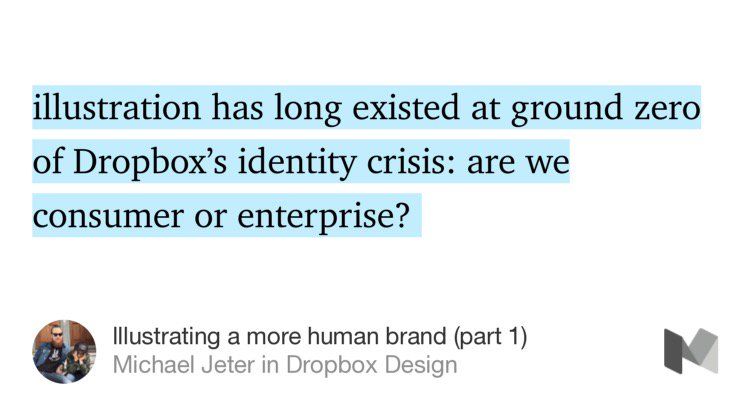 illustration has long existed at ground zero
of Dropbox’s identity crisis: are we
consumer or enterprise?
Illustrating a more human brand (part 1)
Michael Jeter in Dropbox Design